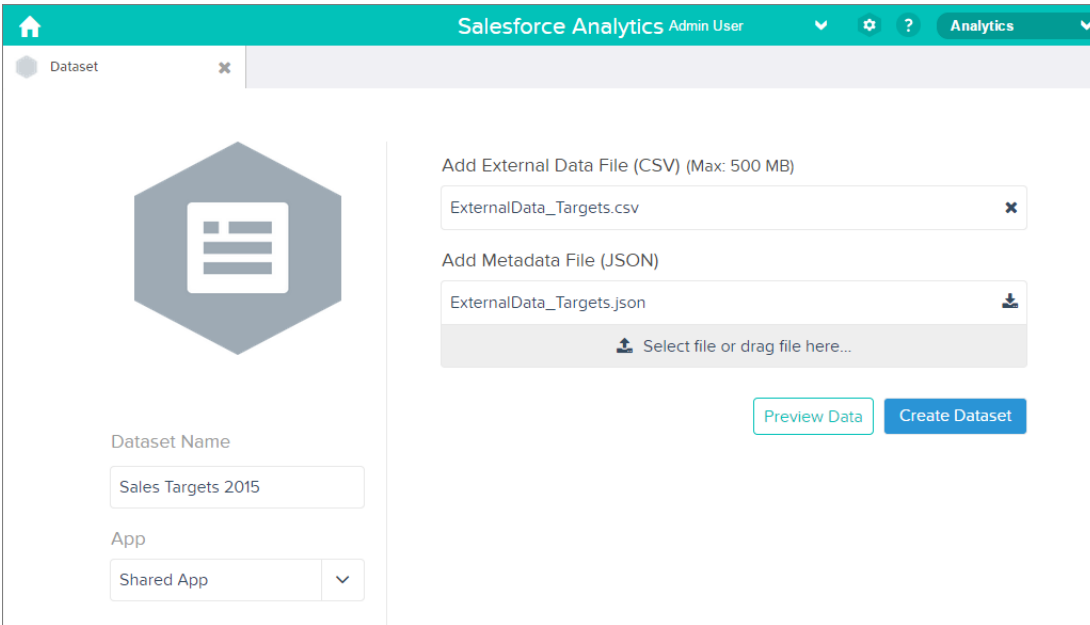 Salesforce Analytics Admin User ? Analytics
Dataset
Add External Data File (CSV) (Max: 500 MB)
ExternalData_Targets.csv
Add Metadata File (JSON)
ExternalData_Targets.json
Select file or drag file here...
Preview Data
Create Dataset
Dataset Name
Sales Targets 2015
App
Shared App